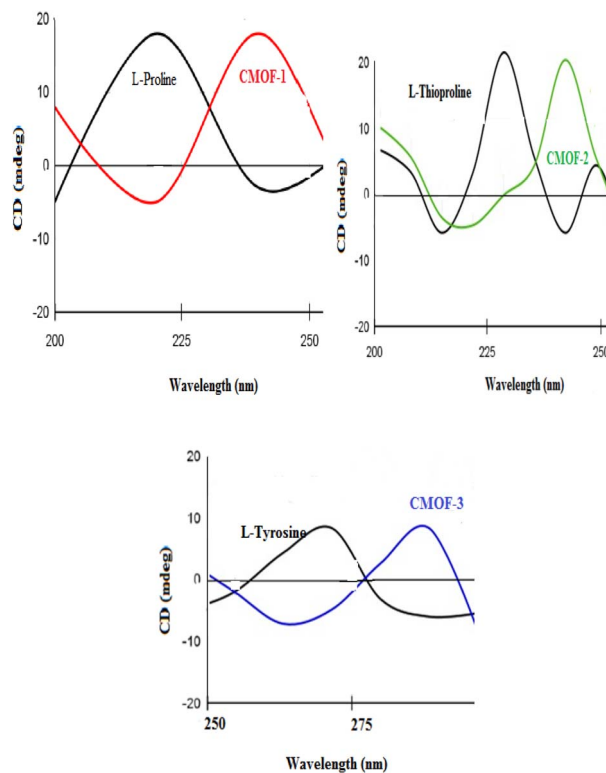 20
L-Proline
CMOF-1
10
0
-10
-20
CD (mdeg)
200
225
250
Wavelength (nm)
20
L-Thioproline
10
CMOF-2
0
-10
-20
CD (mdeg)
200
225
250
Wavelength (nm)
20
CMOF-3
L-Tyrosine
10
0
-10
-20
CD (mdeg)
250
275
Wavelength (nm)